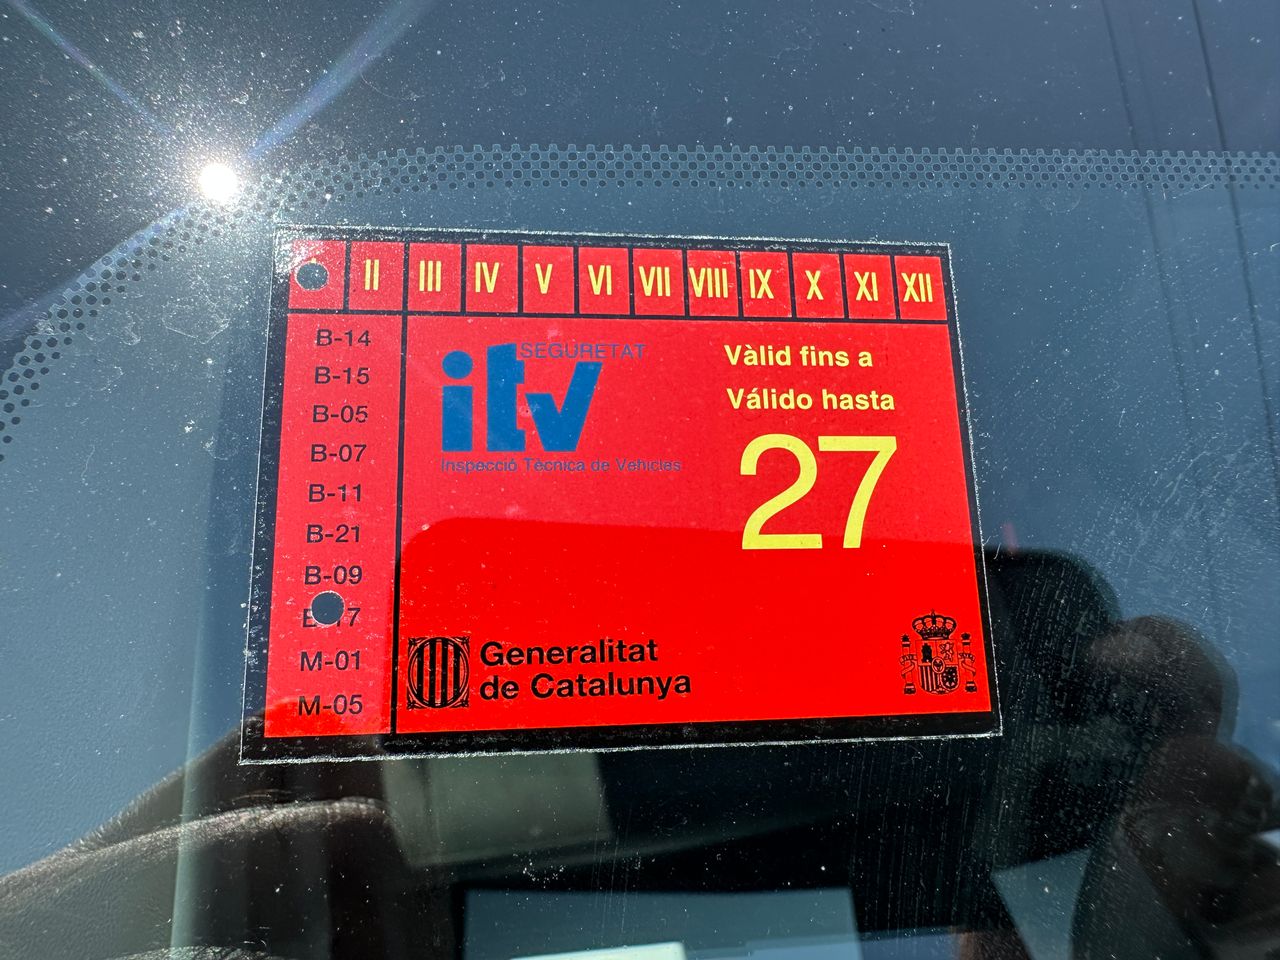 II III IV V VI VII VIII IX X XI XII
B-14
B-15
B-05
B-07
B-11
B-21
B-09
M-01
M-05
SEGURETAT
itv
Inspecció Tècnica de Vehicles
Vàlid fins a
Válido hasta
27
Generalitat
de Catalunya